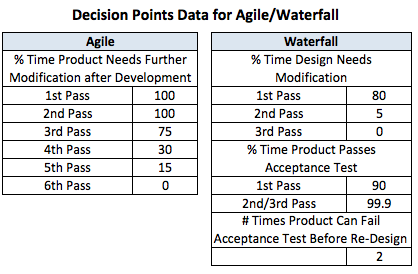 Decision Points Data for Agile/Waterfall
Agile
% Time Product Needs Further
Modification after Development
1st Pass 100
2nd Pass 100
3rd Pass 75
4th Pass 30
5th Pass 15
6th Pass 0
Waterfall
% Time Design Needs
Modification
1st Pass 80
2nd Pass 5
3rd Pass 0
% Time Product Passes
Acceptance Test
1st Pass 90
2nd/3rd Pass 99.9
# Times Product Can Fail
Acceptance Test Before Re-Design
2